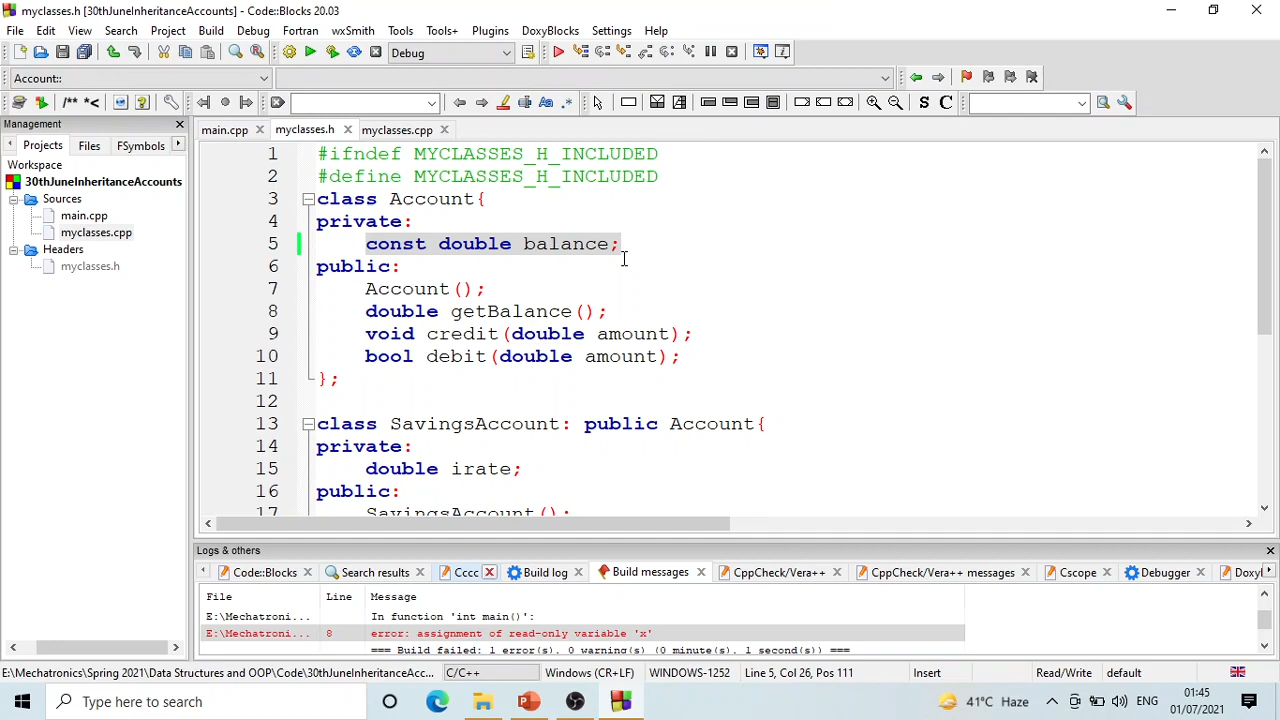 myclasses.h [30thJuneInheritanceAccounts] - Code::Blocks 20.03
File Edit View Search Project Build Debug Fortran wxSmith Tools Tools+ Plugins DoxyBlocks Settings Help
Debug
Account::
/** *<
S C
Management
Projects Files FSymbols
main.cpp myclasses.h myclasses.cpp
Workspace
30thJuneInheritanceAccounts
Sources
main.cpp
myclasses.cpp
Headers
myclasses.h
1 #ifndef MYCLASSES_H_INCLUDED
2 #define MYCLASSES_H_INCLUDED
3 class Account{
4 private:
5 const double balance;
6 public:
7 Account();
8 double getBalance();
9 void credit(double amount);
10 bool debit(double amount);
11 };
12
13 class SavingsAccount: public Account{
14 private:
15 double irate;
16 public:
17 SavingsAccount();
Logs & others
Code::Blocks Search results Cccc Build log Build messages CppCheck/Vera++ CppCheck/Vera++ messages Cscope Debugger Doxy
File Line Message
E:\Mechatroni... In function 'int main()':
E:\Mechatroni... 8 error: assignment of read-only variable 'x'
=== Build failed: 1 error(s), 0 warning(s) (0 minute(s), 1 second(s)) ===
E:\Mechatronics\Spring 2021\Data Structures and OOP\Code\30thJuneInheritanceAcc... C/C++ Windows (CR+LF) WINDOWS-1252 Line 5, Col 26, Pos 111 Insert Read/Write default
Type here to search
41°C Haze
ENG
01:45
01/07/2021